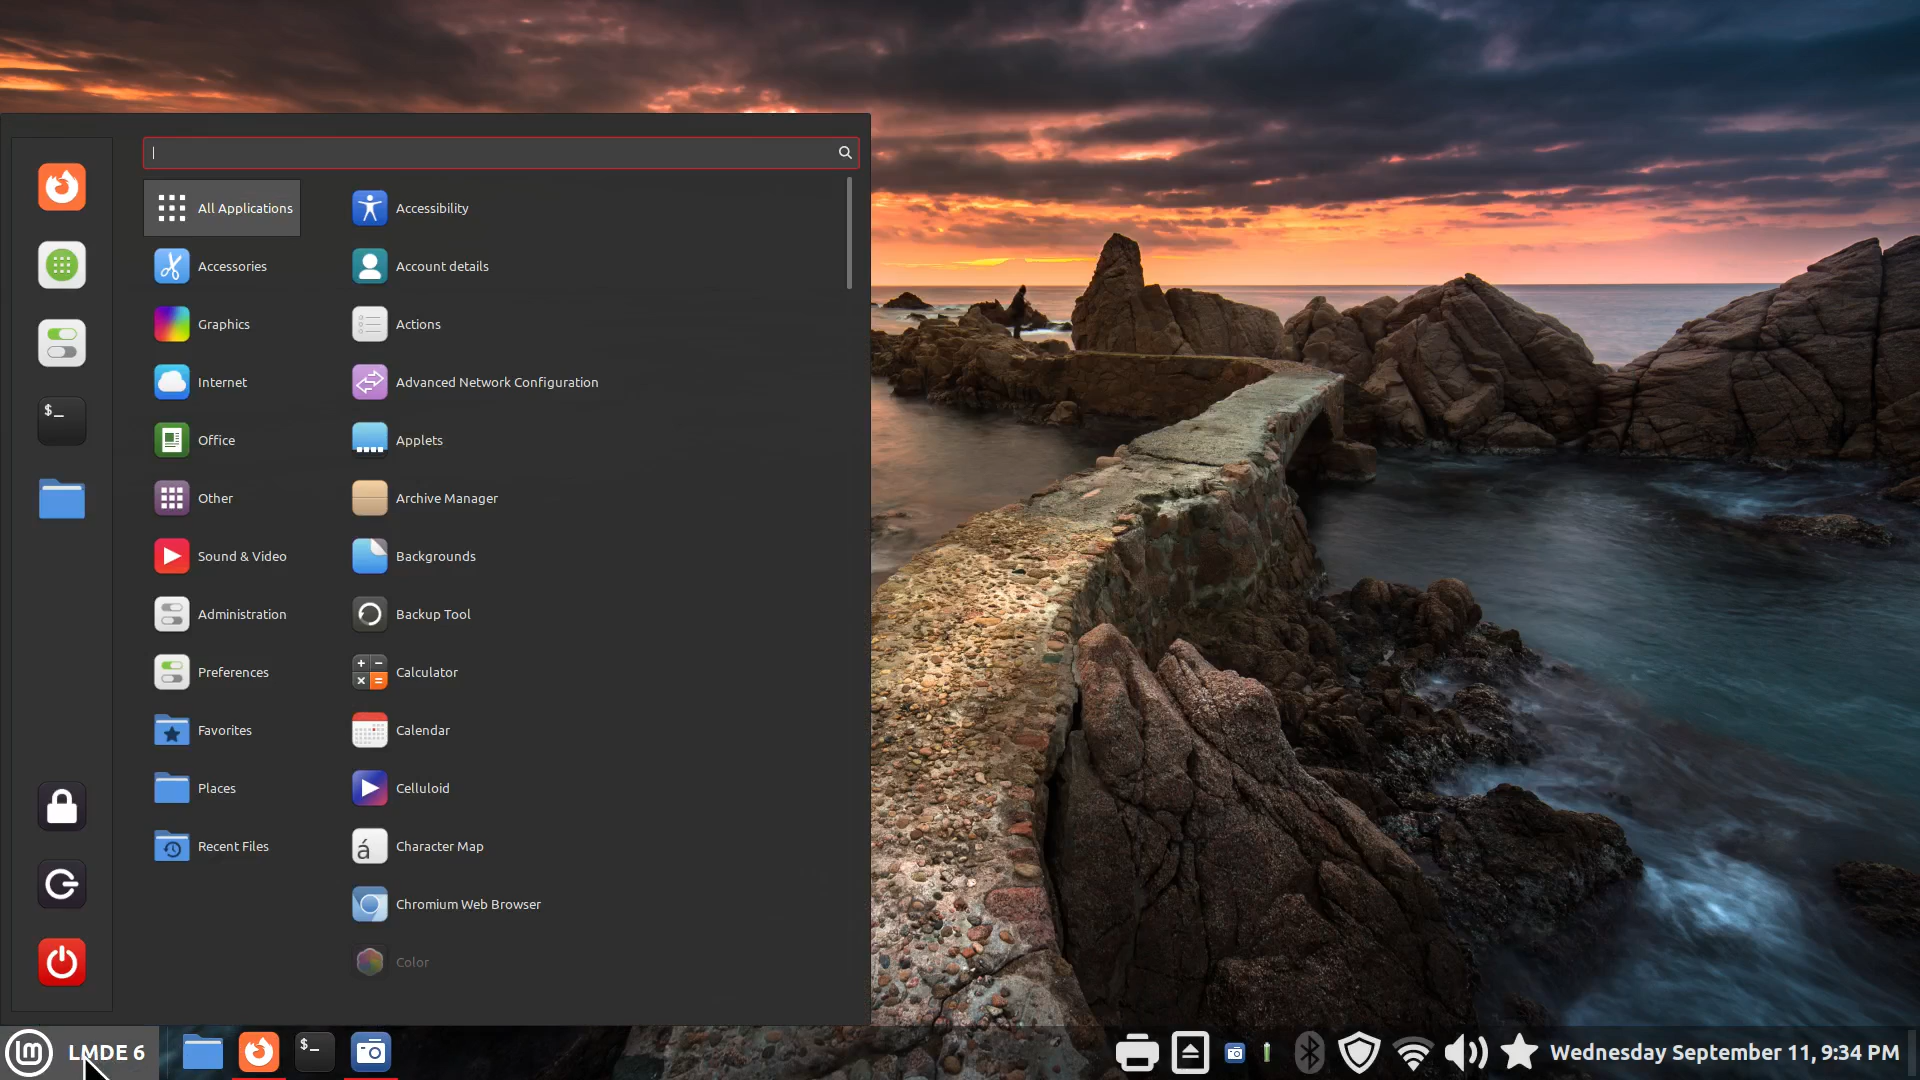 All Applications
Accessories
Graphics
Internet
Office
Other
Sound & Video
Administration
Preferences
Favorites
Places
Recent Files
Accessibility
Account details
Actions
Advanced Network Configuration
Applets
Archive Manager
Backgrounds
Backup Tool
Calculator
Calendar
Celluloid
Character Map
Chromium Web Browser
Color
LMDE 6
Wednesday September 11, 9:34 PM